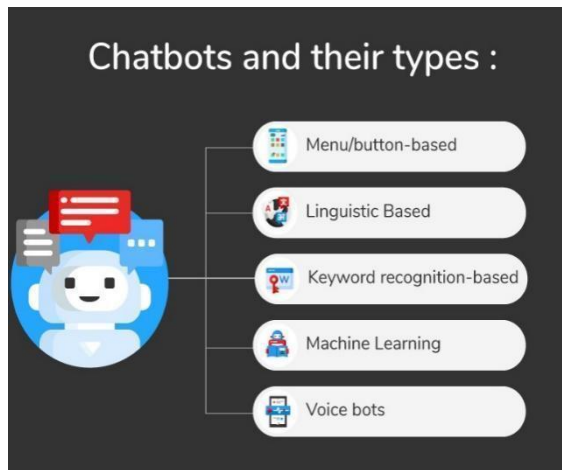 Chatbots and their types :
Menu/button-based
Linguistic Based
Keyword recognition-based
Machine Learning
Voice bots